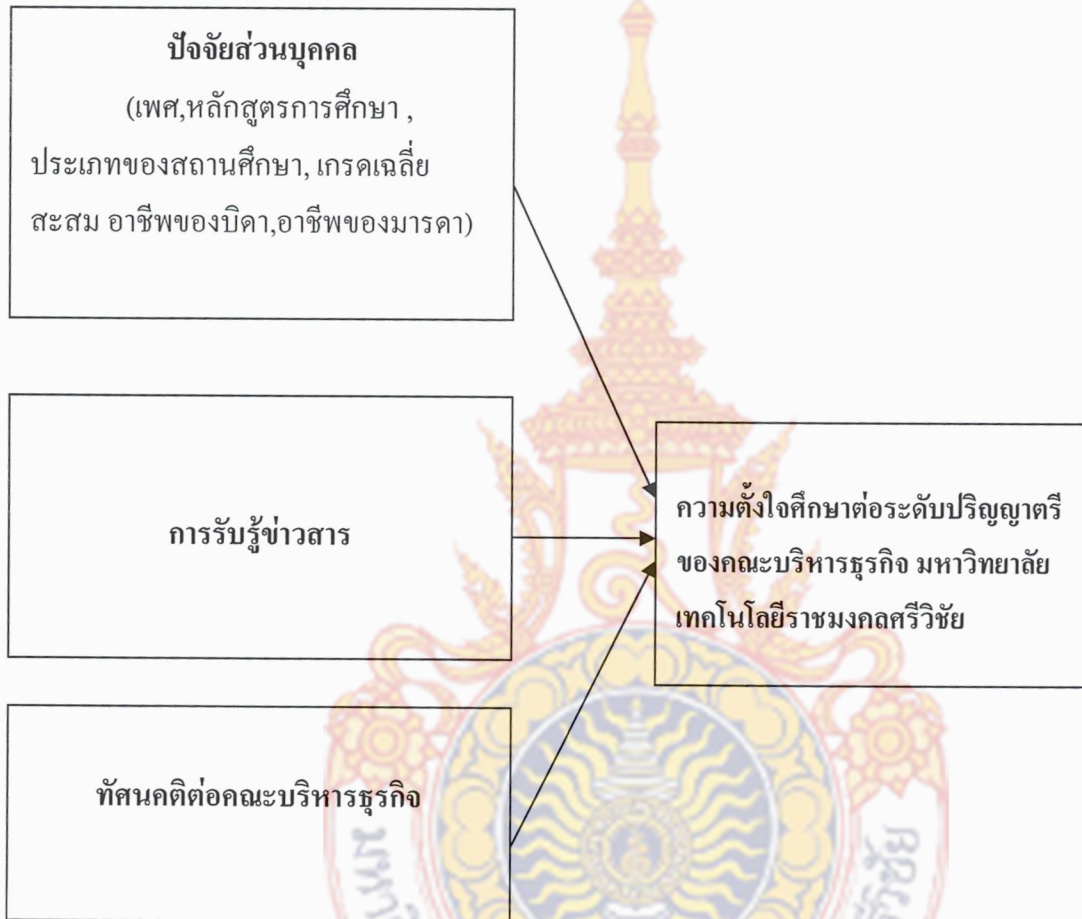 ปัจจัยส่วนบุคคล
(เพศ,หลักสูตรการศึกษา ,
ประเภทของสถานศึกษา, เกรดเฉลี่ย
สะสม อาชีพของบิดา,อาชีพของมารดา)
การรับรู้ข่าวสาร
ความตั้งใจศึกษาต่อระดับปริญญาตรี
ของคณะบริหารธุรกิจ มหาวิทยาลัย
เทคโนโลยีราชมงคลศรีวิชัย
ทัศนคติต่อคณะบริหารธุรกิจ